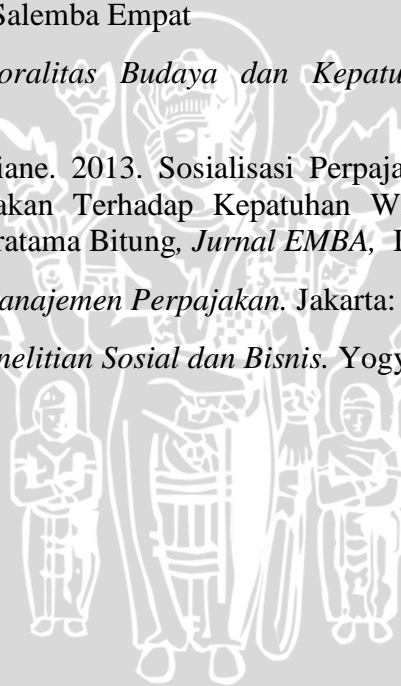 Salemba Empat
oralitas Budaya dan Kepatu
iane. 2013. Sosialisasi Perpaja
akan Terhadap Kepatuhan W
ratama Bitung, Jurnal EMBA,
anajemen Perpajakan. Jakarta:
nelitian Sosial dan Bisnis. Yogy